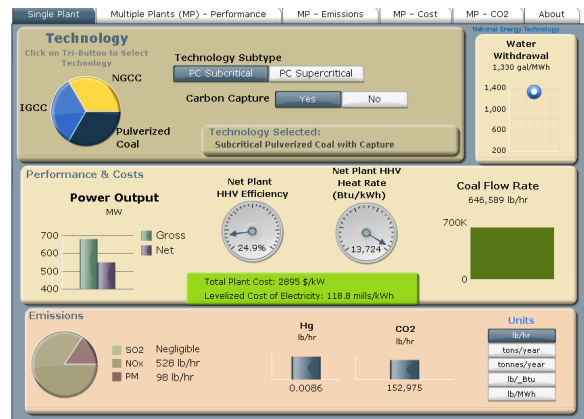 Single Plant
Multiple Plants (MP) - Performance
MP - Emissions
MP - Cost
MP - CO2
About
National Energy Technology
Technology
Click on Tri-Button to Select
Technology
NGCC
IGCC
Pulverized
Coal
Technology Subtype
PC Subcritical
PC Supercritical
Carbon Capture
Yes
No
Technology Selected:
Subcritical Pulverized Coal with Capture
Water
Withdrawal
1,330 gal/MWh
1,400
1,000
600
200
Performance & Costs
Power Output
MW
700
600
500
400
Gross
Net
Net Plant
HHV Efficiency
24.9%
Net Plant HHV
Heat Rate
(Btu/kWh)
13,724
Coal Flow Rate
646,589 lb/hr
700K
0
Total Plant Cost: 2895 $/kW
Levelized Cost of Electricity: 118.8 mills/kWh
Emissions
SO2 Negligible
NOx 528 lb/hr
PM 98 lb/hr
Hg
lb/hr
0.0086
CO2
lb/hr
152,975
Units
lb/hr
tons/year
tonnes/year
lb/_Btu
lb/MWh